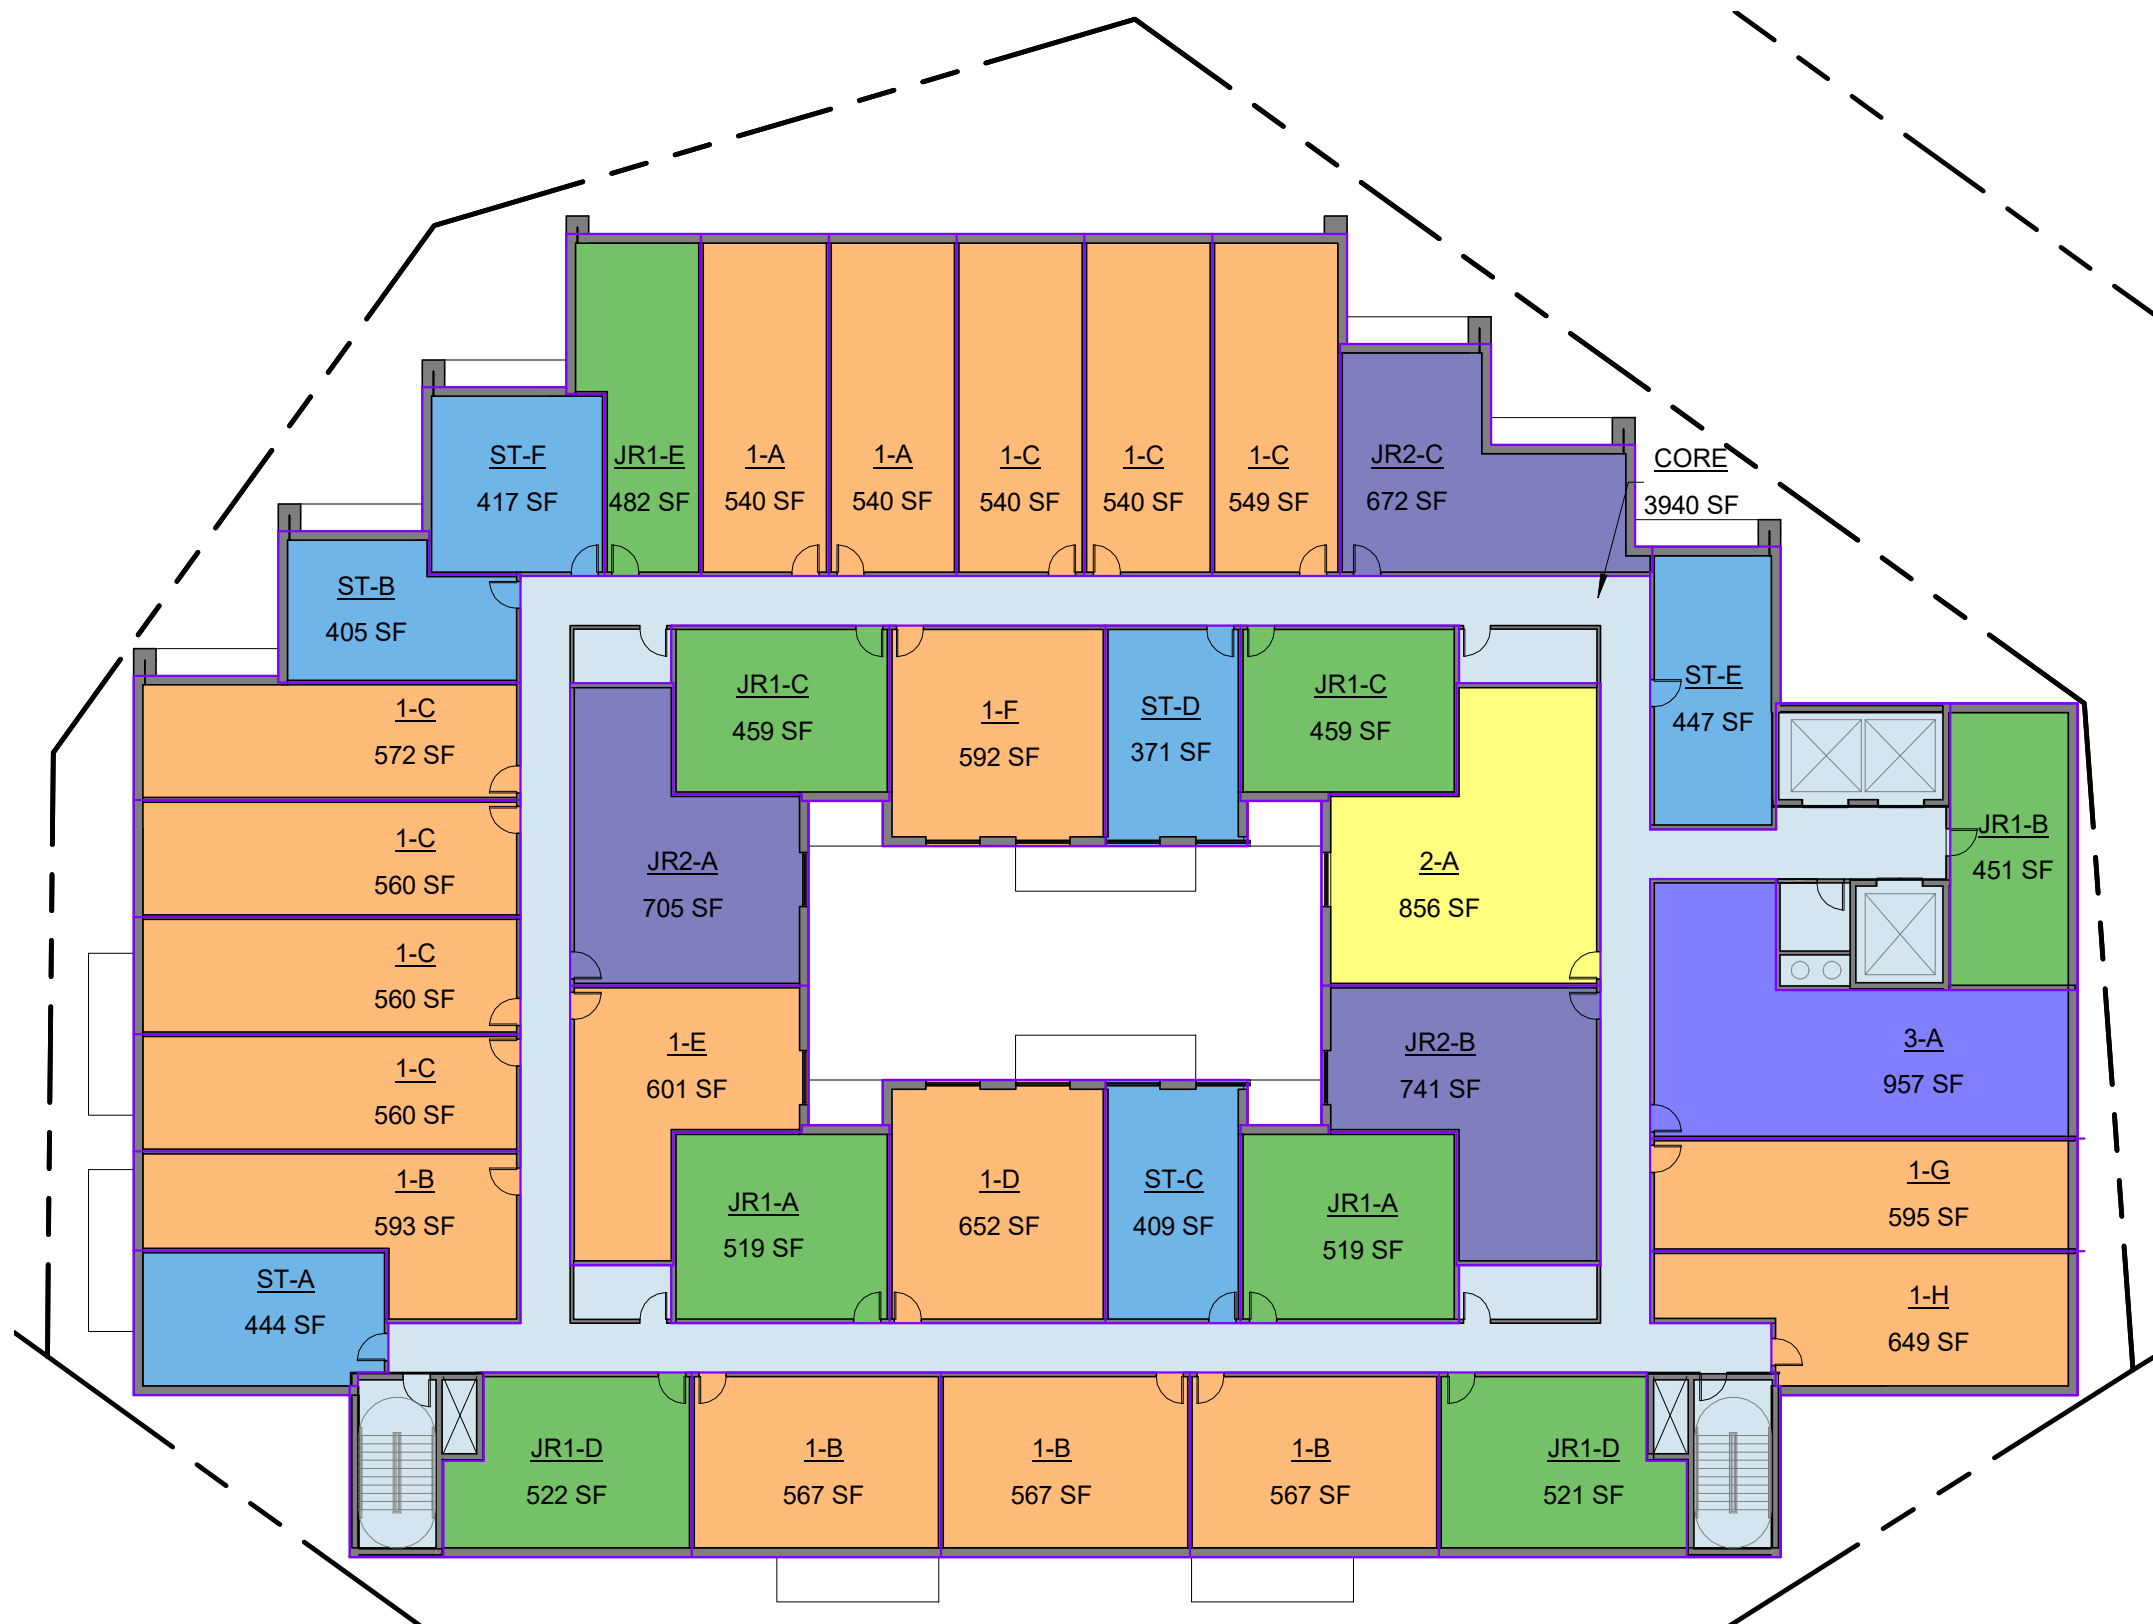 ST-F
417 SF
JR1-E
482 SF
1-A
540 SF
1-A
540 SF
1-C
540 SF
1-C
540 SF
1-C
549 SF
JR2-C
672 SF
CORE
3940 SF
ST-B
405 SF
ST-E
447 SF
1-C
572 SF
JR1-C
459 SF
1-F
592 SF
ST-D
371 SF
JR1-C
459 SF
JR1-B
451 SF
1-C
560 SF
JR2-A
705 SF
2-A
856 SF
1-C
560 SF
1-C
560 SF
1-E
601 SF
JR2-B
741 SF
3-A
957 SF
1-B
593 SF
JR1-A
519 SF
1-D
652 SF
ST-C
409 SF
JR1-A
519 SF
1-G
595 SF
ST-A
444 SF
1-H
649 SF
JR1-D
522 SF
1-B
567 SF
1-B
567 SF
1-B
567 SF
JR1-D
521 SF